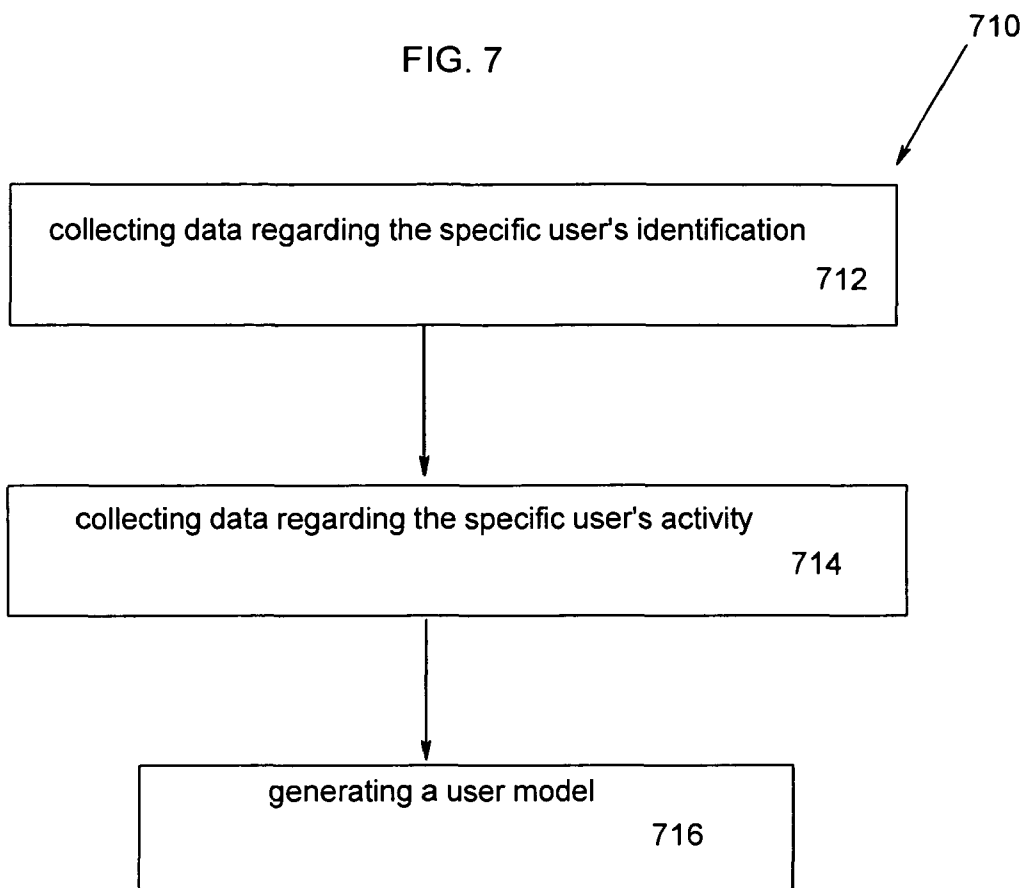 710
FIG. 7
collecting data regarding the specific user's identification
712
collecting data regarding the specific user's activity
714
generating a user model
716